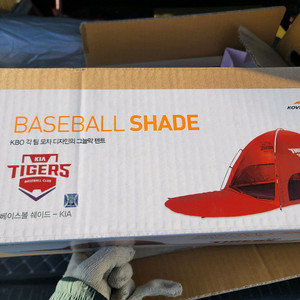 BASEBALL SHADE
KBO 각 팀 모자 디자인의 그늘막 텐트
KIA
TIGERS
BASEBALL CLUB
베이스볼 쉐이드 - KIA